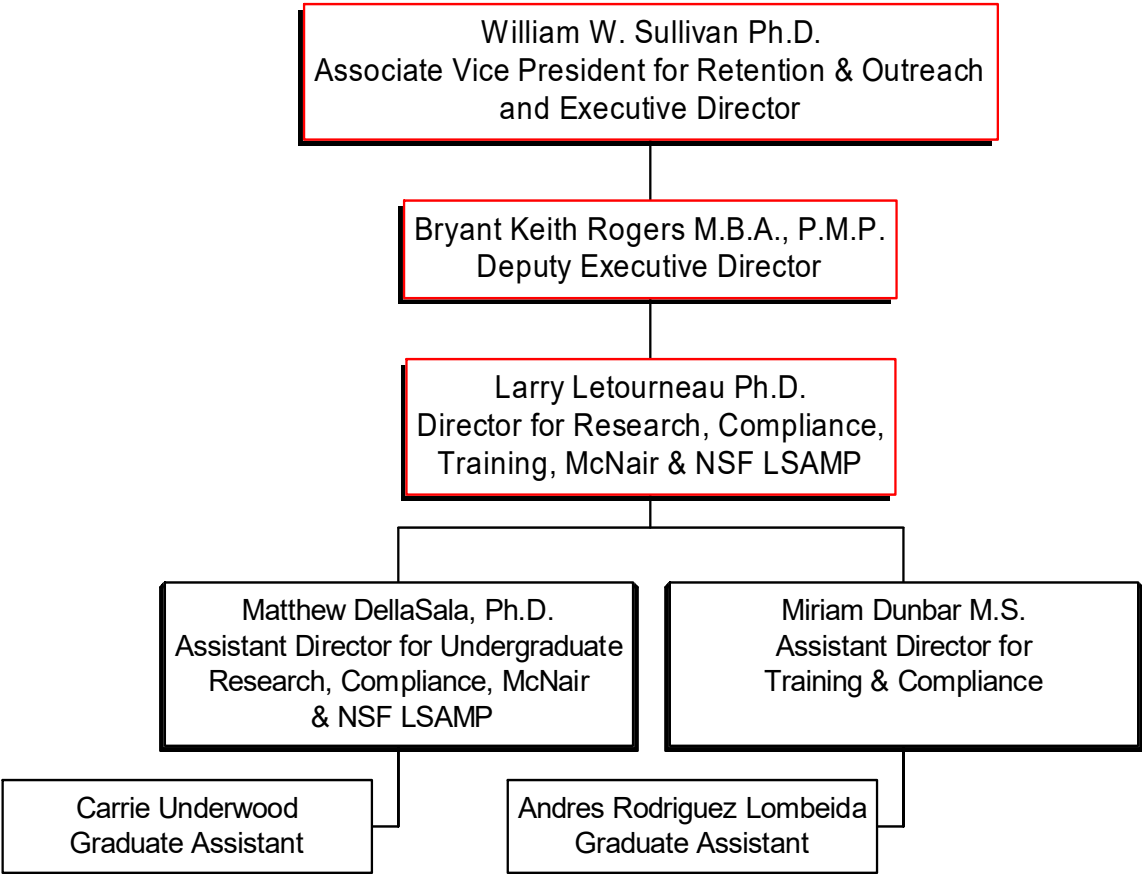 William W. Sullivan Ph.D.
Associate Vice President for Retention & Outreach
and Executive Director
Bryant Keith Rogers M.B.A., P.M.P.
Deputy Executive Director
Larry Letourneau Ph.D.
Director for Research, Compliance,
Training, McNair & NSF LSAMP
Matthew DellaSala, Ph.D.
Assistant Director for Undergraduate
Research, Compliance, McNair
& NSF LSAMP
Miriam Dunbar M.S.
Assistant Director for
Training & Compliance
Carrie Underwood
Graduate Assistant
Andres Rodriguez Lombeida
Graduate Assistant